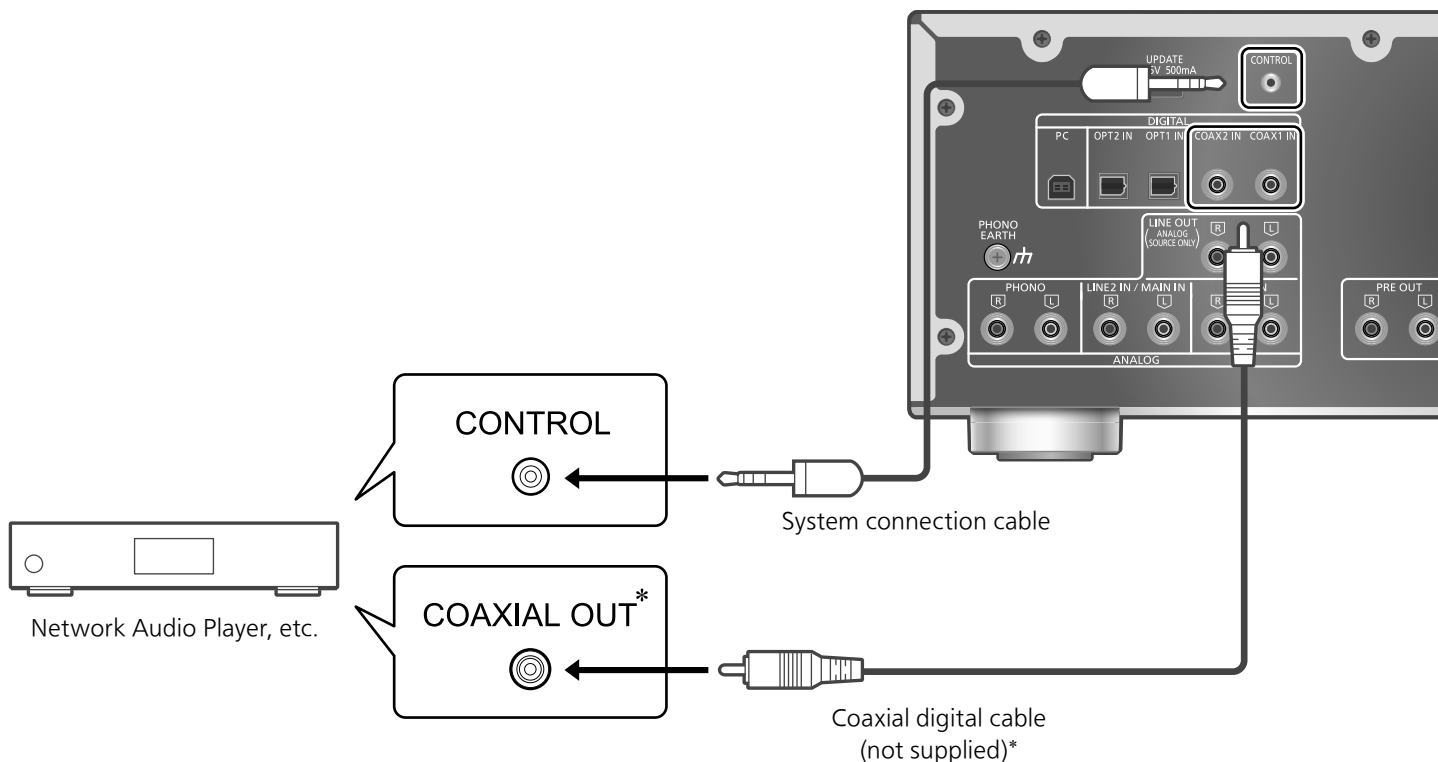 UPDATE
5V 500mA
CONTROL
DIGITAL
PC
OPT2 IN
OPT1 IN
COAX2 IN
COAX1 IN
PHONO
EARTH
LINE OUT
(ANALOG
SOURCE ONLY)
R
L
PHONO
LINE2 IN / MAIN IN
R
L
R
L
R
L
ANALOG
PRE OUT
R
L
CONTROL
System connection cable
Network Audio Player, etc.
COAXIAL OUT*
Coaxial digital cable
(not supplied)*